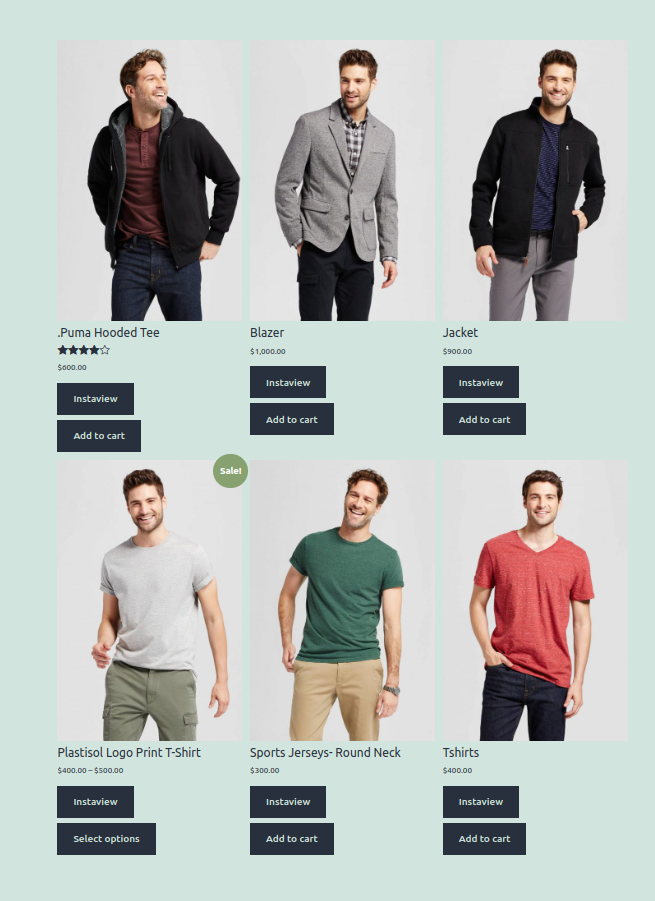 .Puma Hooded Tee
$600.00
Instaview
Add to cart
Blazer
$1,000.00
Instaview
Add to cart
Jacket
$900.00
Instaview
Add to cart
Sale!
Plastisol Logo Print T-Shirt
$400.00 – $500.00
Instaview
Select options
Sports Jerseys- Round Neck
$300.00
Instaview
Add to cart
Tshirts
$400.00
Instaview
Add to cart